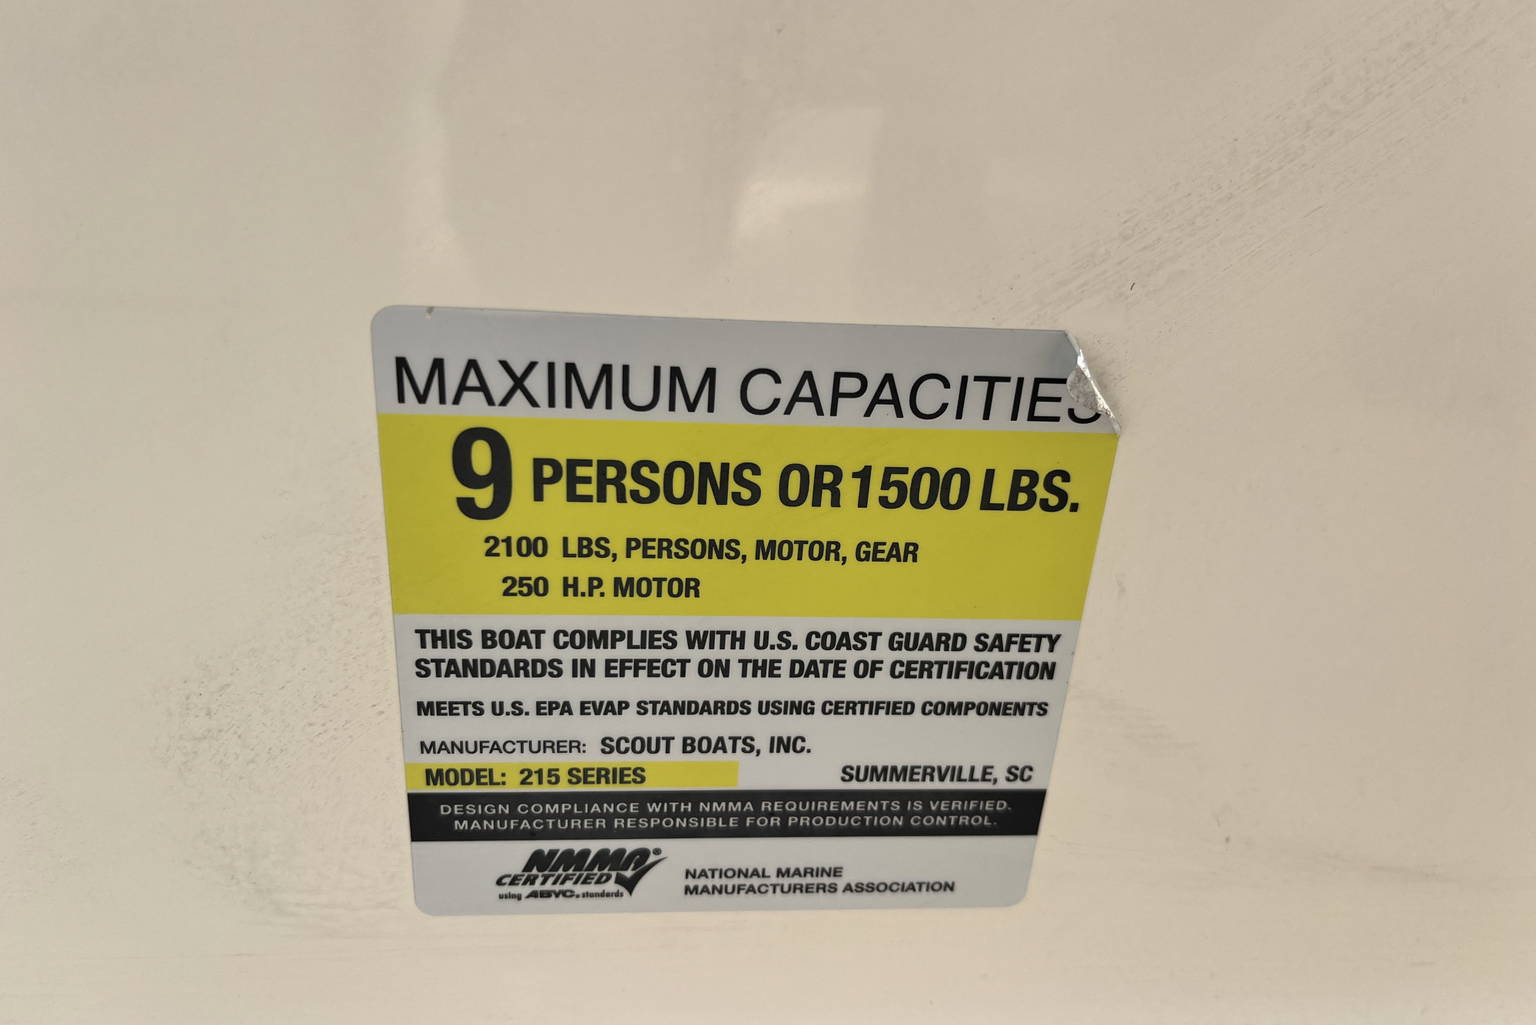 MAXIMUM CAPACITIES
9 PERSONS OR 1500 LBS.
2100 LBS, PERSONS, MOTOR, GEAR
250 H.P. MOTOR
THIS BOAT COMPLIES WITH U.S. COAST GUARD SAFETY
STANDARDS IN EFFECT ON THE DATE OF CERTIFICATION
MEETS U.S. EPA EVAP STANDARDS USING CERTIFIED COMPONENTS
MANUFACTURER: SCOUT BOATS, INC.
MODEL: 215 SERIES SUMMERVILLE, SC
DESIGN COMPLIANCE WITH NMMA REQUIREMENTS IS VERIFIED.
MANUFACTURER RESPONSIBLE FOR PRODUCTION CONTROL.
NMMA®
CERTIFIED
using ABYC® standards
NATIONAL MARINE
MANUFACTURERS ASSOCIATION